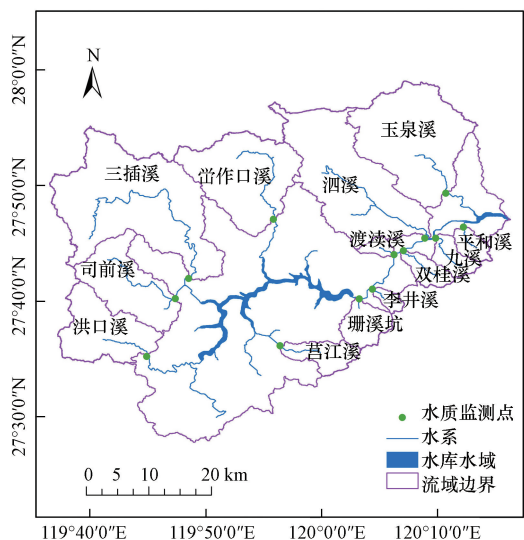 N
28°0′0″N
27°50′0″N
27°40′0″N
27°30′0″N
玉泉溪
三插溪
峃作口溪
泗溪
渡渎溪
平和溪
九溪
双桂溪
司前溪
李井溪
洪口溪
珊溪坑
莒江溪
水质监测点
水系
水库水域
流域边界
0 5 10 20 km
119°40′0″E
119°50′0″E
120°0′0″E
120°10′0″E